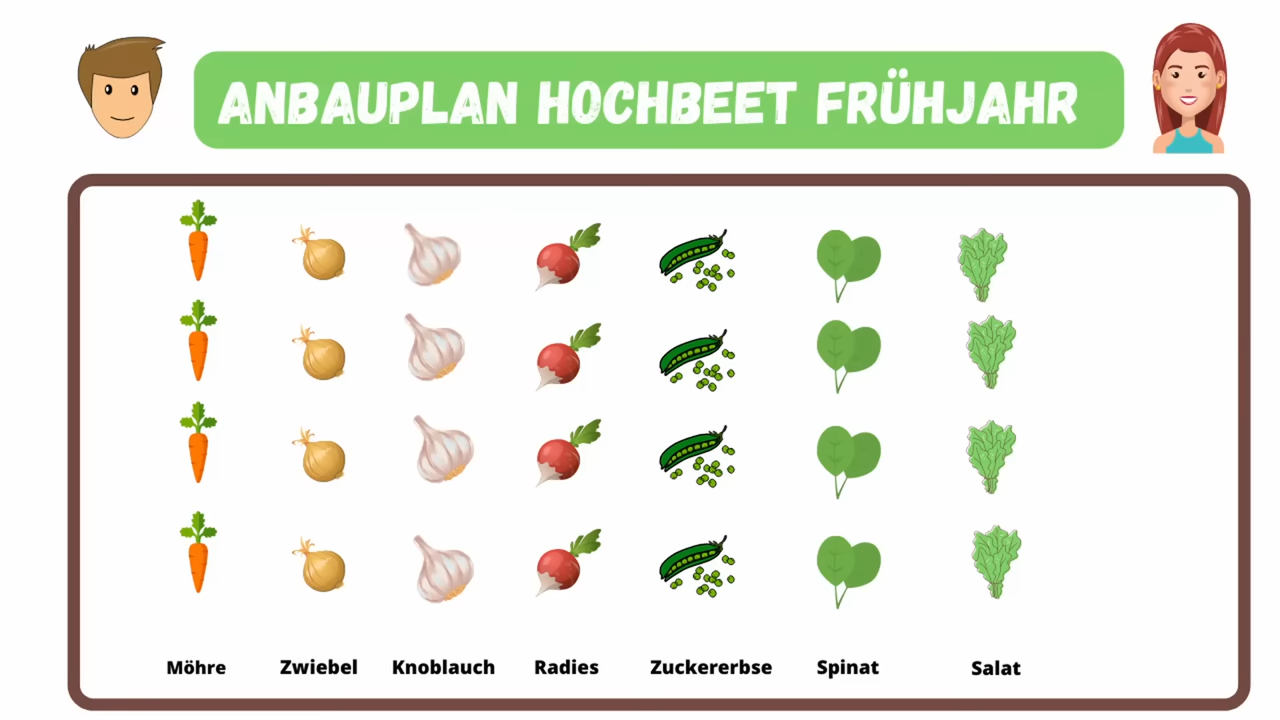 ANBAUPLAN HOCHBEET FRÜHJAHR
Möhre Zwiebel Knoblauch Radies Zuckererbse Spinat Salat